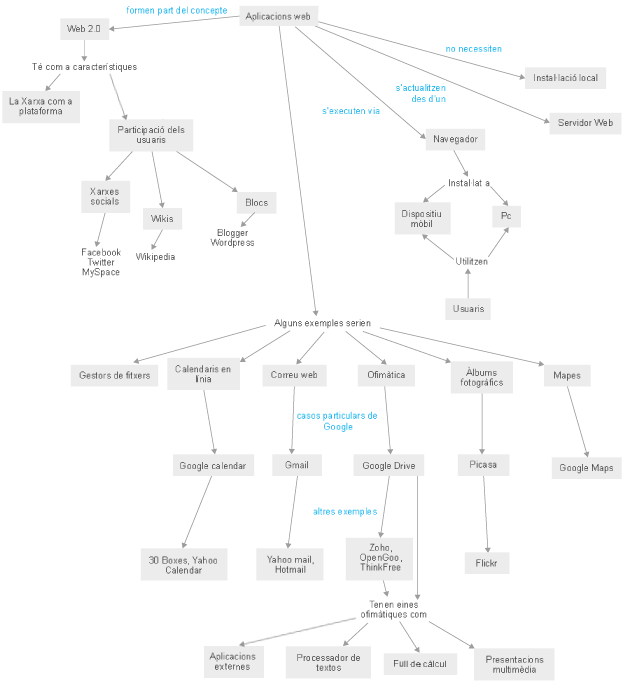 formen part del concepte
Web 2.0
Aplicacions web
no necessiten
Té com a característiques
Instal·lació local
s'actualitzen
des d'un
La Xarxa com a
plataforma
s'executen via
Servidor Web
Participació dels
usuaris
Navegador
Instal·lat a
Xarxes
socials
Wikis
Blocs
Dispositiu
mòbil
Pc
Blogger
Wordpress
Facebook
Twitter
MySpace
Wikipedia
Utilitzen
Usuaris
Alguns exemples serien
Gestors de fitxers
Calendaris en
línia
Correu web
Ofimàtica
Àlbums
fotogràfics
Mapes
casos particulars de
Google
Google calendar
Gmail
Google Drive
Picasa
Google Maps
altres exemples
30 Boxes, Yahoo
Calendar
Yahoo mail,
Hotmail
Zoho,
OpenGoo,
ThinkFree
Flickr
Tenen eines
ofimàtiques com
Aplicacions
externes
Processador de
textos
Full de càlcul
Presentacions
multimèdia